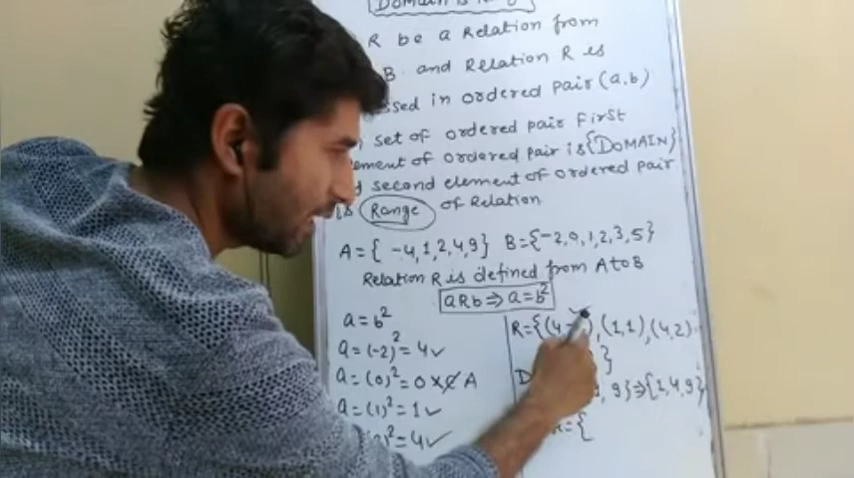 Domain
R be a Relation from
B and Relation R is
ssed in ordered pair (a,b)
set of ordered pair First
ement of ordered pair is {DOMAIN}
second element of ordered pair
is Range of Relation
A = { -4,1,2,4,9} B={-2,0,1,2,3,5}
Relation R is defined from A to B
aRb ⇒ a=b²
a = b²
a = (-2)² = 4 ✓
a = (0)² = 0 × ∉ A
a = (1)² = 1 ✓
= 4 ✓
R={(4,-2),(1,1),(4,2)
}
D
9} ⇒ {1,4,9}
={